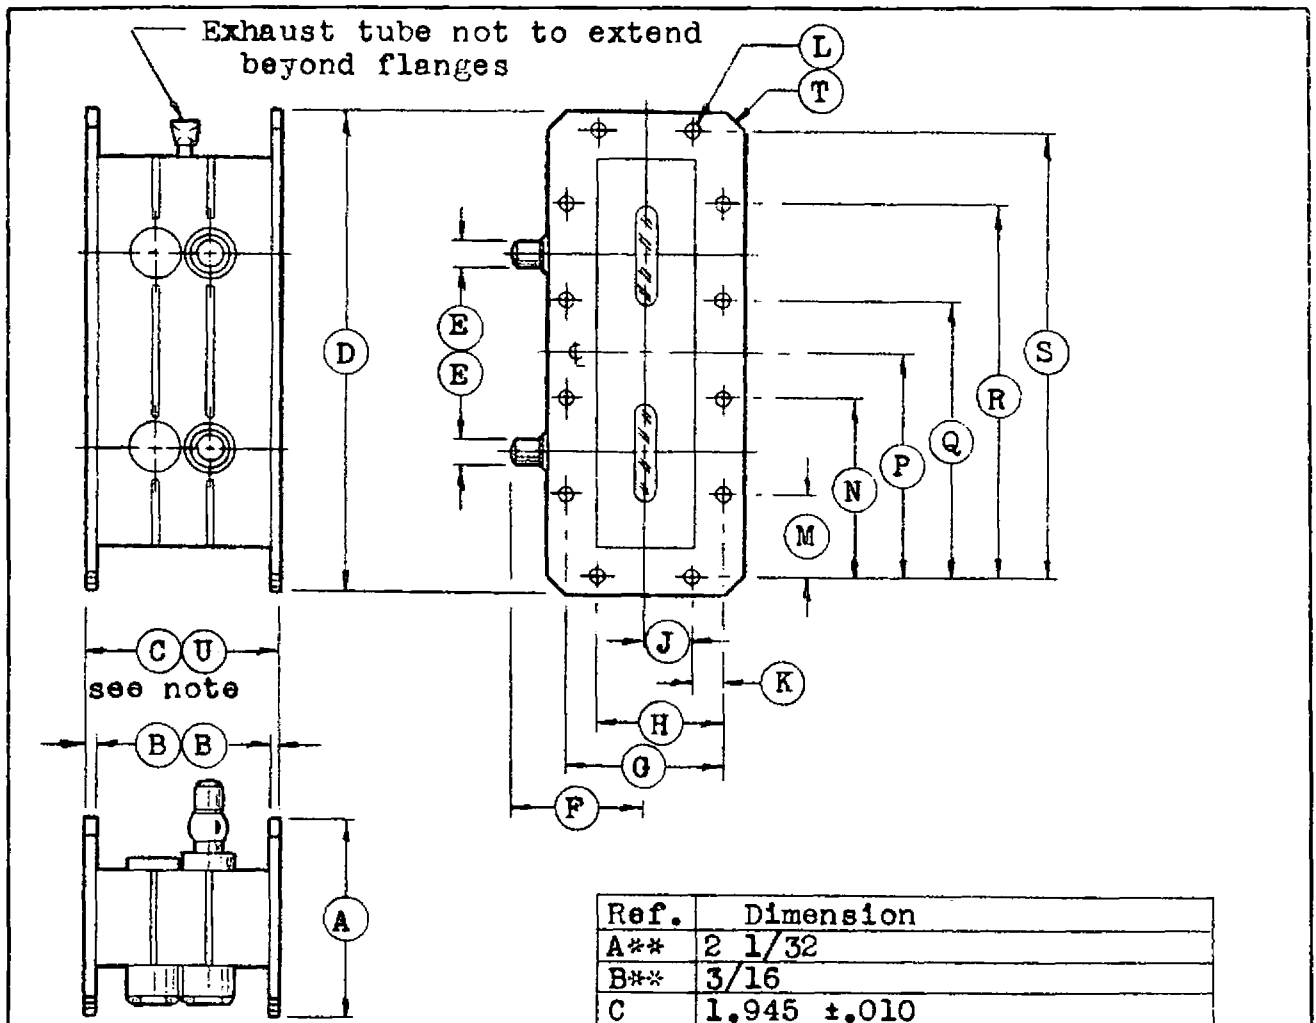 Exhaust tube not to extend
beyond flanges
L
T
E
E
D
S
R
Q
P
N
M
C U
see note
J
K
B B
H
G
F
A
Ref. Dimension
A** 2 1/32
B** 3/16
C 1.945 ±.010